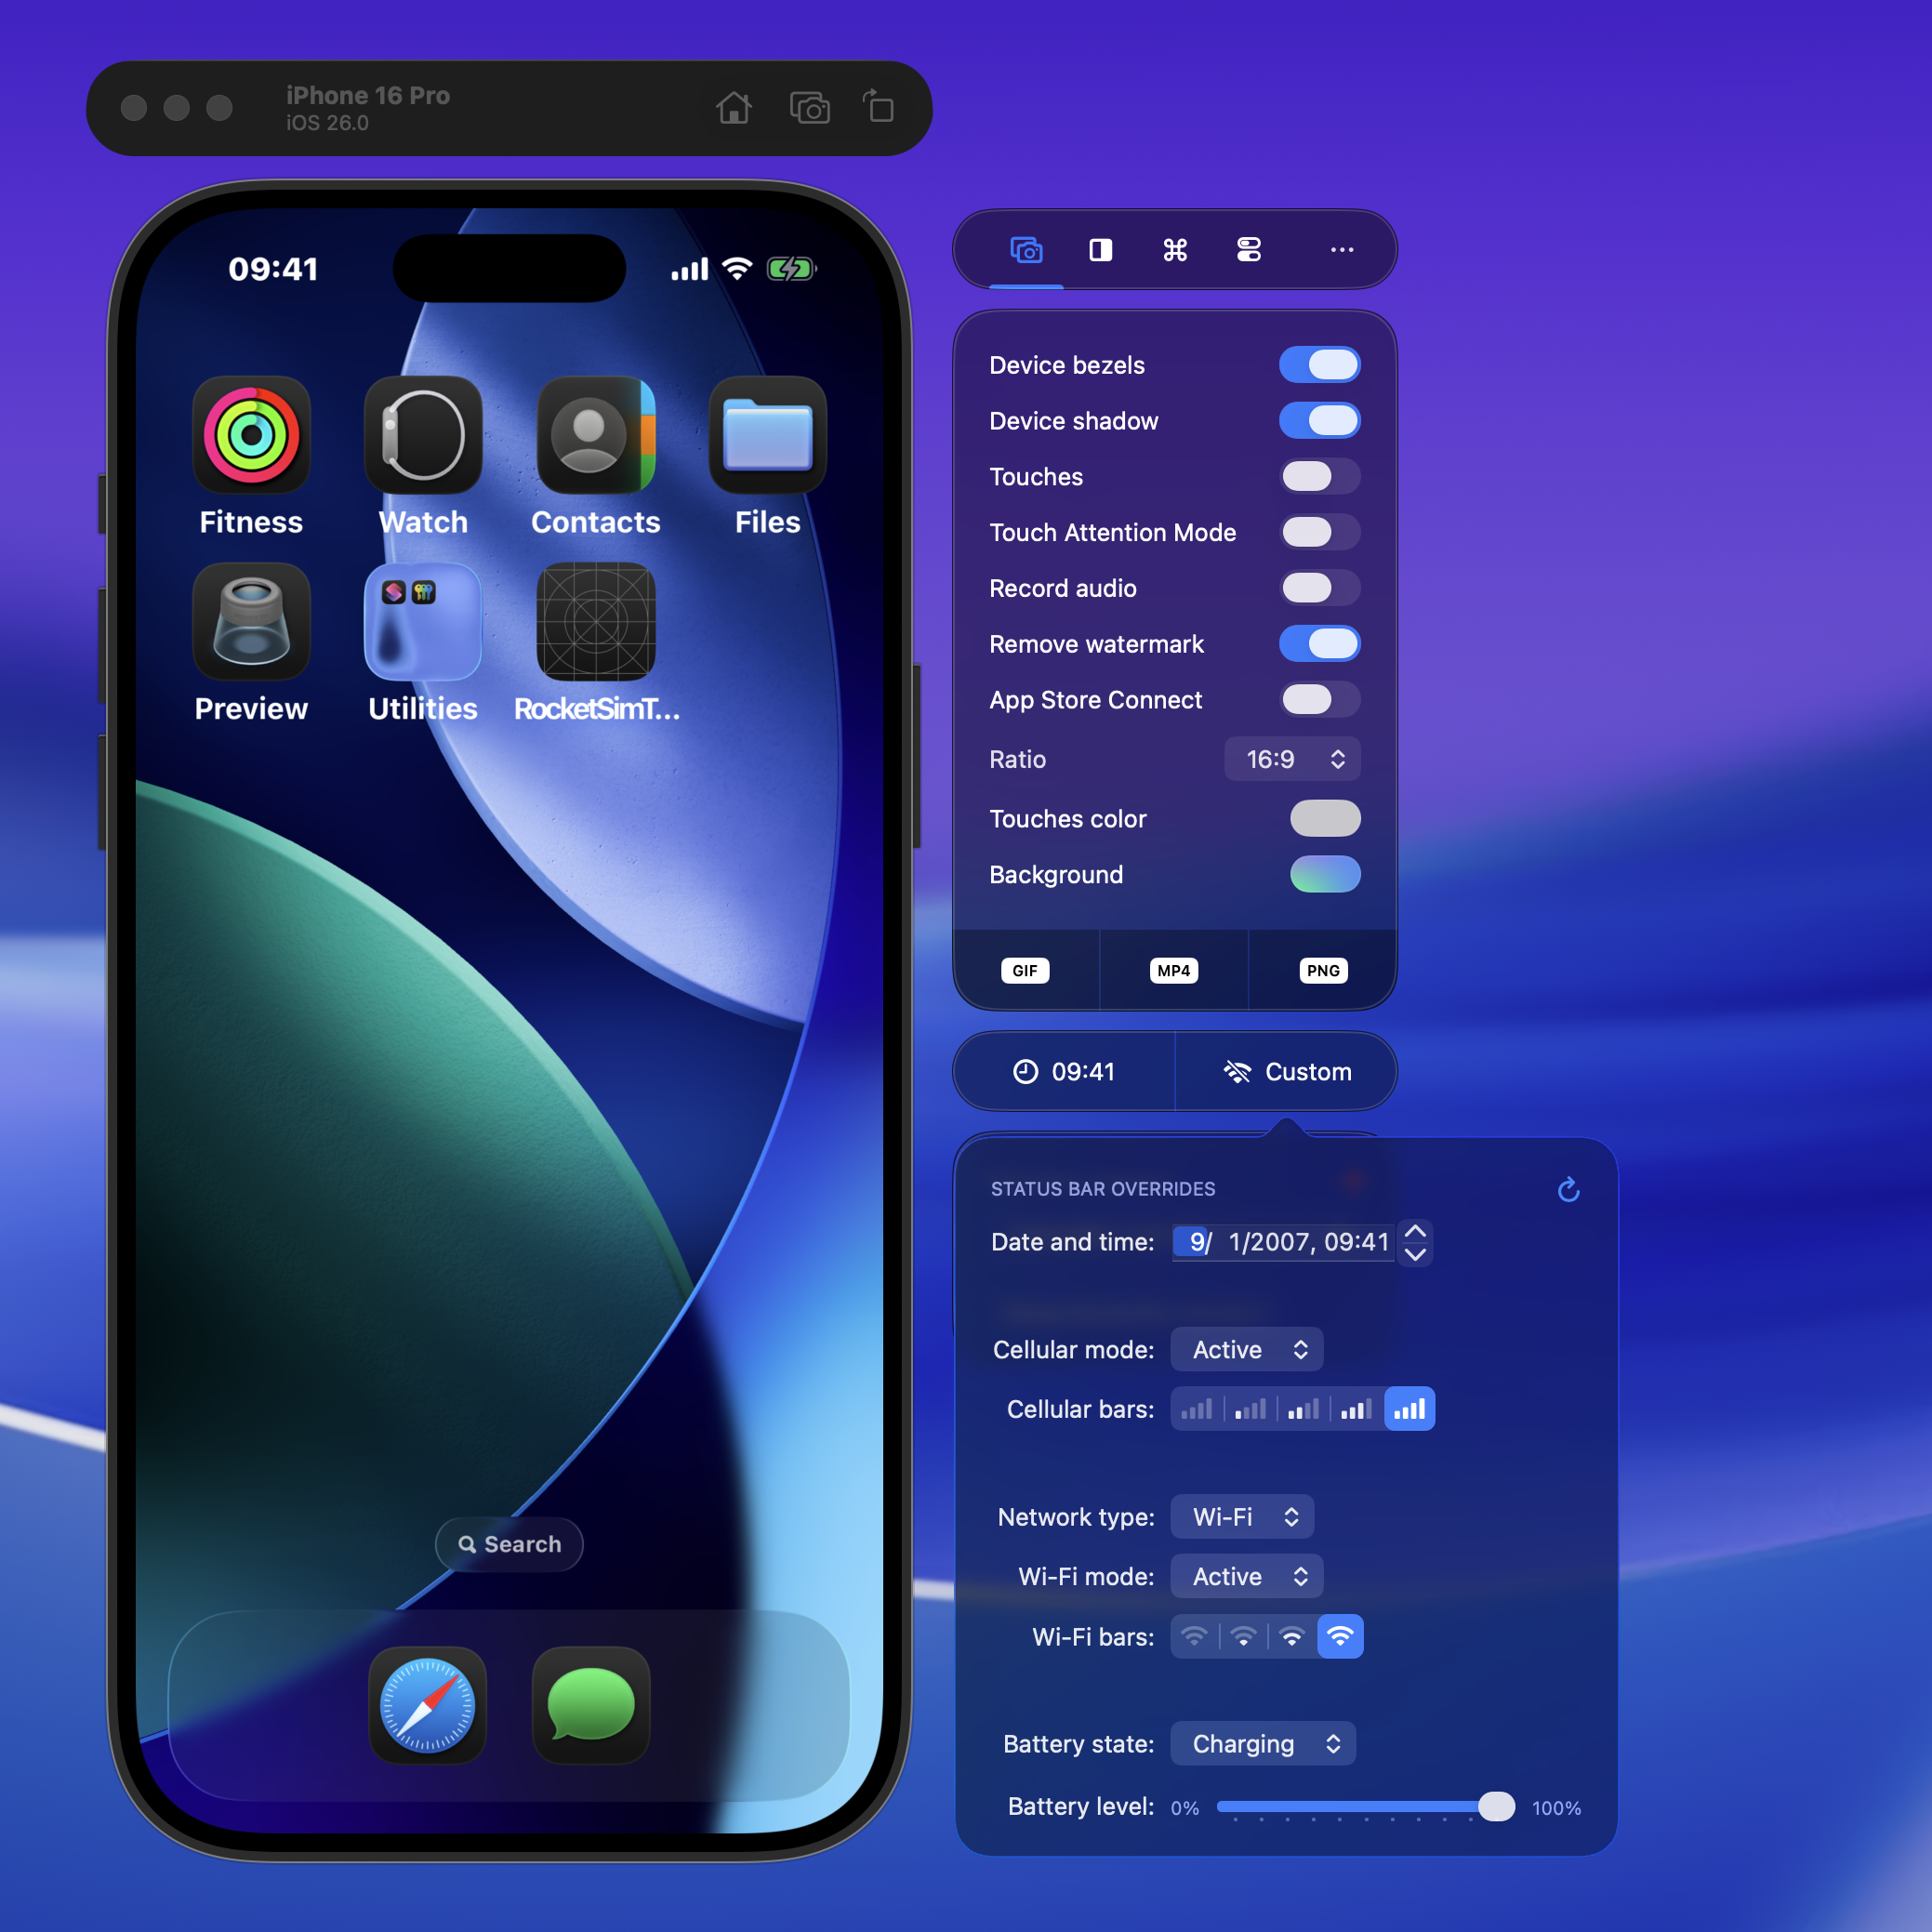 iPhone 16 Pro
iOS 26.0
09:41
Fitness
Watch
Contacts
Files
Preview
Utilities
RocketSimT...
Search
Device bezels
Device shadow
Touches
Touch Attention Mode
Record audio
Remove watermark
App Store Connect
Ratio 16:9
Touches color
Background
GIF MP4 PNG
09:41 Custom
STATUS BAR OVERRIDES
Date and time: 9/ 1/2007, 09:41
Cellular mode: Active
Cellular bars:
Network type: Wi-Fi
Wi-Fi mode: Active
Wi-Fi bars:
Battery state: Charging
Battery level: 0% 100%